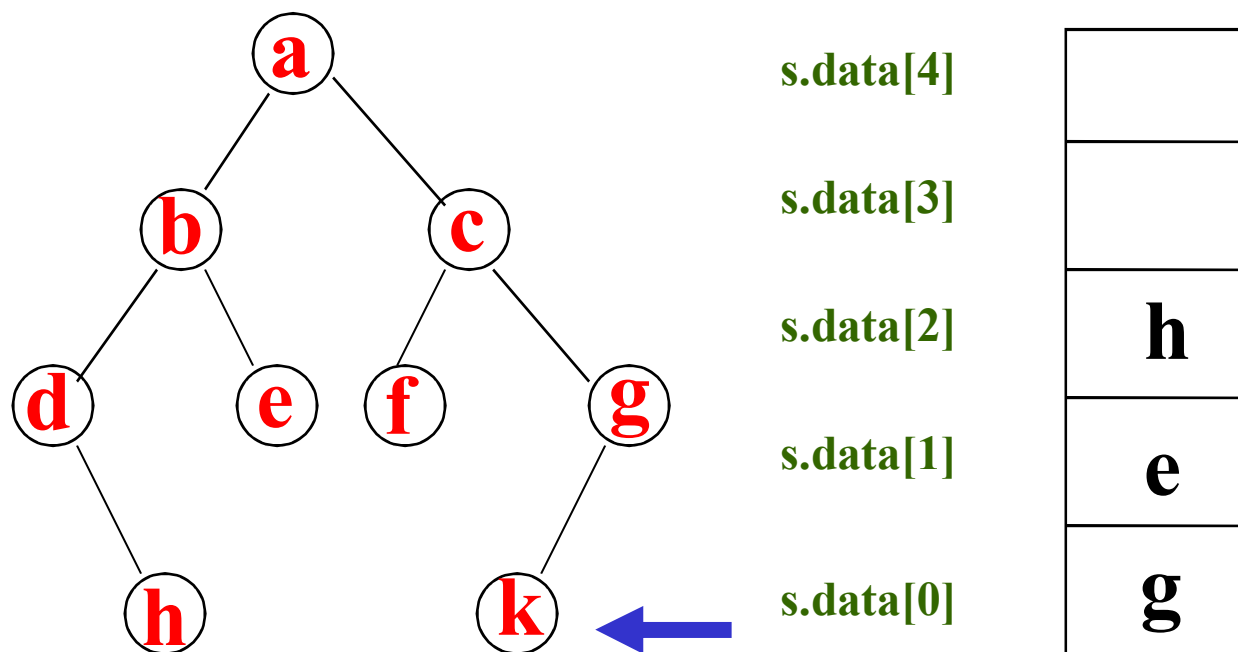 a
b
c
d
e
f
g
h
k
s.data[4]
s.data[3]
s.data[2]
h
s.data[1]
e
s.data[0]
g